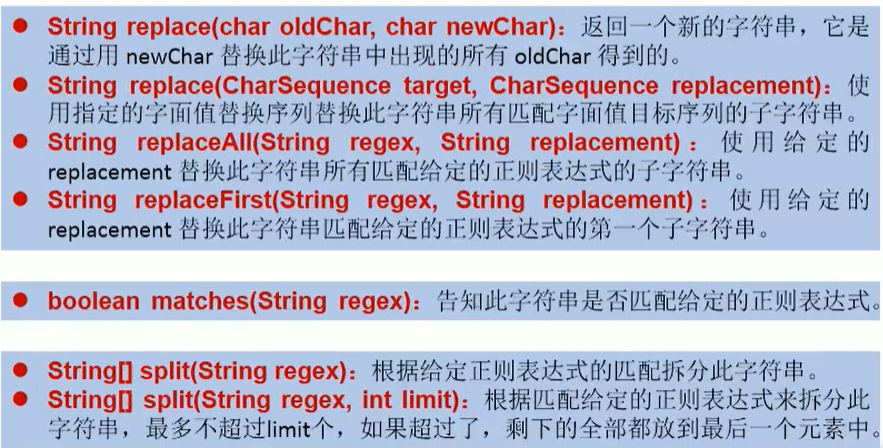 ● String replace(char oldChar, char newChar)：返回一个新的字符串，它是
通过用 newChar 替换此字符串中出现的所有 oldChar 得到的。
● String replace(CharSequence target, CharSequence replacement)：使
用指定的字面值替换序列替换此字符串所有匹配字面值目标序列的子字符串。
● String replaceAll(String regex, String replacement)：使用给定的
replacement 替换此字符串所有匹配给定的正则表达式的子字符串。
● String replaceFirst(String regex, String replacement)：使用给定的
replacement 替换此字符串匹配给定的正则表达式的第一个子字符串。
● boolean matches(String regex)：告知此字符串是否匹配给定的正则表达式。
● String[] split(String regex)：根据给定正则表达式的匹配拆分此字符串。
● String[] split(String regex, int limit)：根据匹配给定的正则表达式来拆分此
字符串，最多不超过limit个，如果超过了，剩下的全部都放到最后一个元素中。